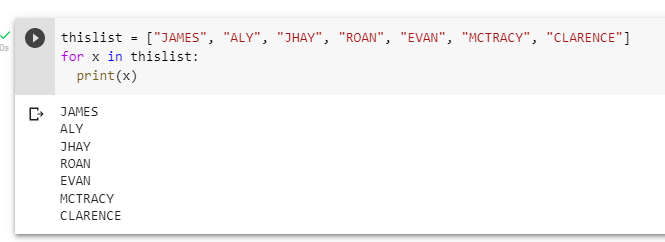 thislist = ["JAMES", "ALY", "JHAY", "ROAN", "EVAN", "MCTRACY", "CLARENCE"]
0s
for x in thislist:
  print(x)
JAMES
ALY
JHAY
ROAN
EVAN
MCTRACY
CLARENCE